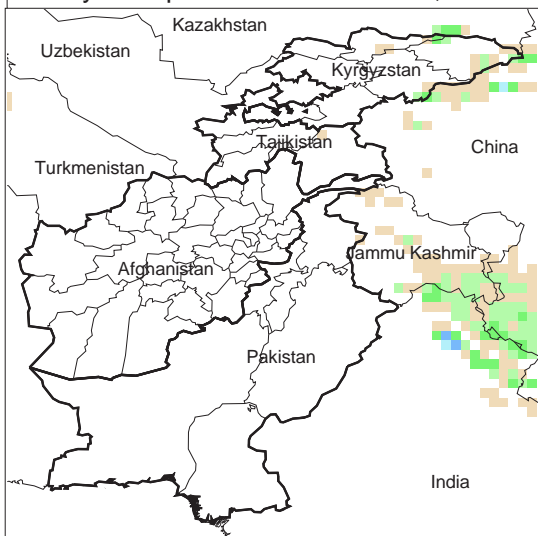 Kazakhstan
Uzbekistan
Kyrgyzstan
Tajikistan
China
Turkmenistan
Jammu Kashmir
Afghanistan
Pakistan
India